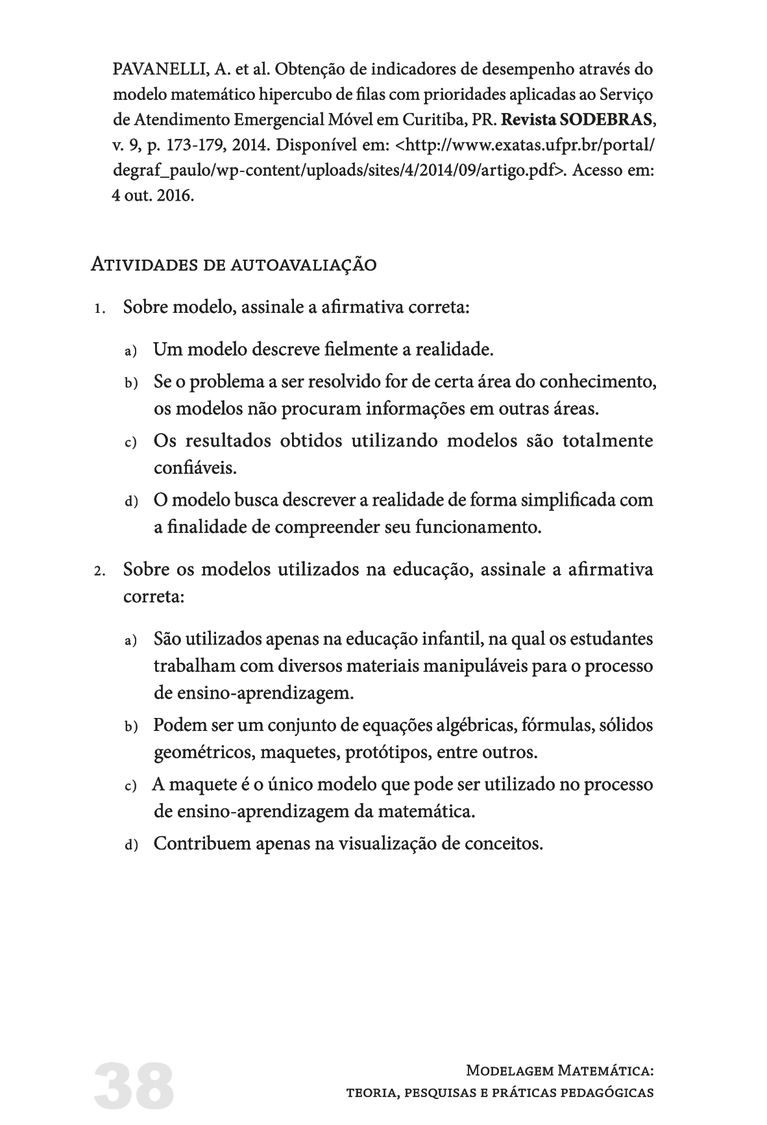 PAVANELLI, A. et al. Obtenção de indicadores de desempenho através do
modelo matemático hipercubo de filas com prioridades aplicadas ao Serviço
de Atendimento Emergencial Móvel em Curitiba, PR. Revista SODEBRAS,
v. 9, p. 173-179, 2014. Disponível em: <http://www.exatas.ufpr.br/portal/
degraf_paulo/wp-content/uploads/sites/4/2014/09/artigo.pdf>. Acesso em:
4 out. 2016.
Atividades de autoavaliação
1. Sobre modelo, assinale a afirmativa correta:
a) Um modelo descreve fielmente a realidade.
b) Se o problema a ser resolvido for de certa área do conhecimento,
os modelos não procuram informações em outras áreas.
c) Os resultados obtidos utilizando modelos são totalmente
confiáveis.
d) O modelo busca descrever a realidade de forma simplificada com
a finalidade de compreender seu funcionamento.
2. Sobre os modelos utilizados na educação, assinale a afirmativa
correta:
a) São utilizados apenas na educação infantil, na qual os estudantes
trabalham com diversos materiais manipuláveis para o processo
de ensino-aprendizagem.
b) Podem ser um conjunto de equações algébricas, fórmulas, sólidos
geométricos, maquetes, protótipos, entre outros.
c) A maquete é o único modelo que pode ser utilizado no processo
de ensino-aprendizagem da matemática.
d) Contribuem apenas na visualização de conceitos.
38
Modelagem Matemática:
teoria, pesquisas e práticas pedagógicas